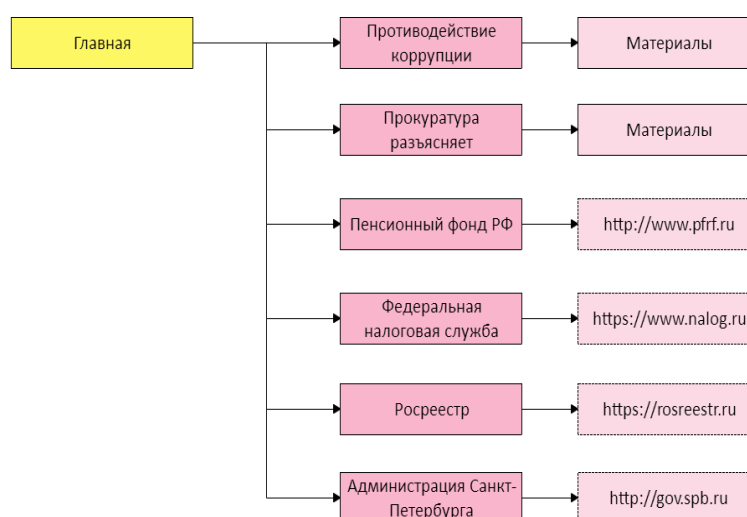 Главная
Противодействие
коррупции
Материалы
Прокуратура
разъясняет
Материалы
Пенсионный фонд РФ
http://www.pfrf.ru
Федеральная
налоговая служба
https://www.nalog.ru
Росреестр
https://rosreestr.ru
Администрация Санкт-
Петербурга
http://gov.spb.ru